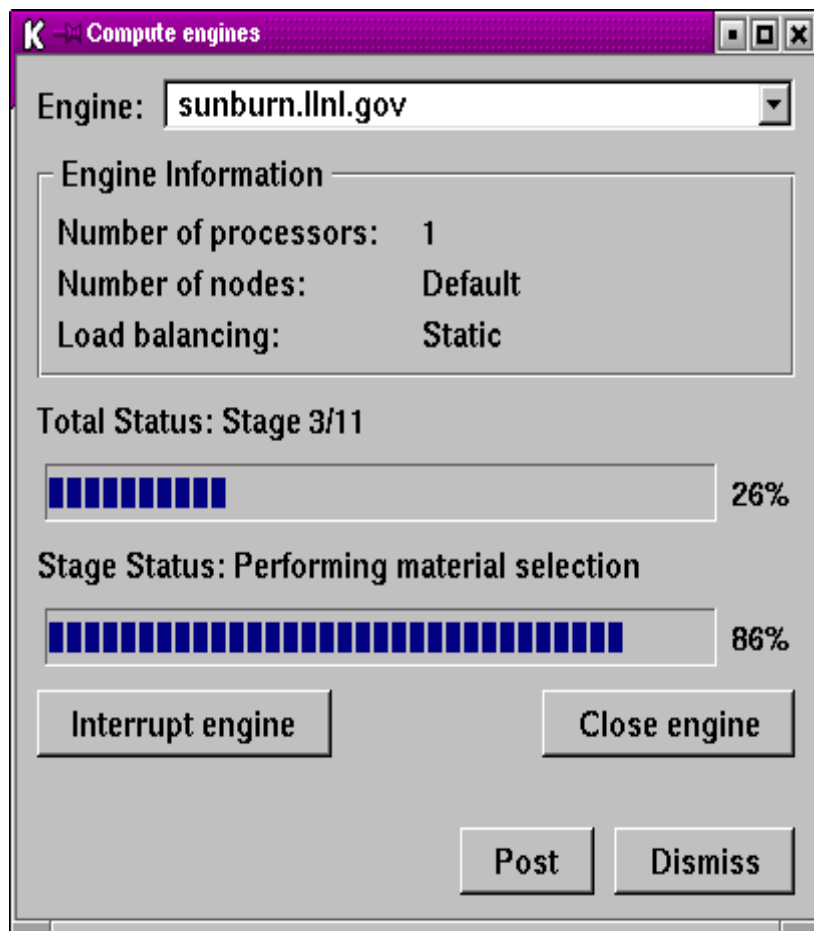 K Compute engines
Engine: sunburn.llnl.gov
Engine Information
Number of processors: 1
Number of nodes: Default
Load balancing: Static
Total Status: Stage 3/11
26%
Stage Status: Performing material selection
86%
Interrupt engine Close engine
Post Dismiss